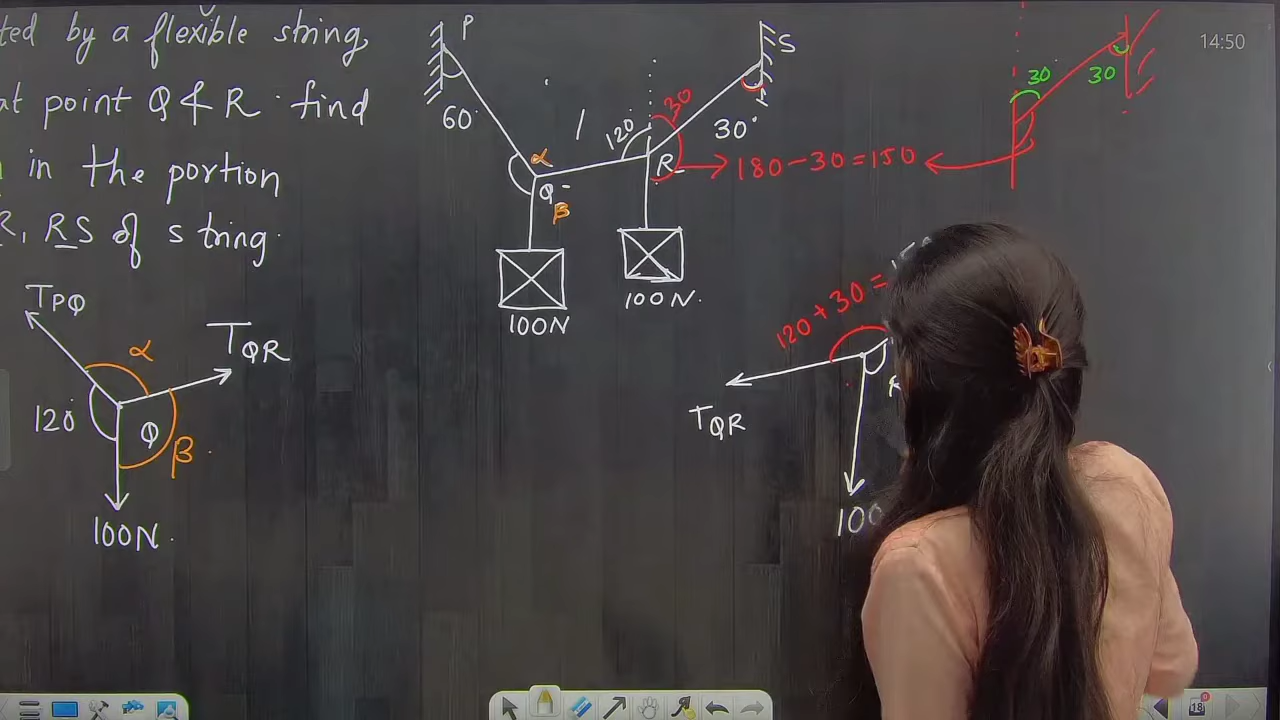 ted by a flexible string,
at point Q & R. find
in the portion
R, RS of string.
P
S
60°
α
120°
30
30°
R
Q
β
180-30=150
30
30
14:50
100N
100N.
TPQ
α
TQR
120°
Q
β
100N.
120+30=
TQR
100
18